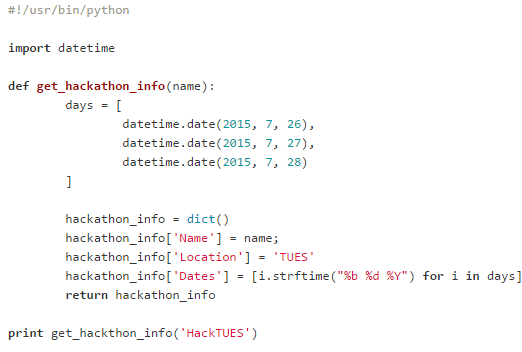 #!/usr/bin/python

import datetime

def get_hackathon_info(name):
        days = [
                datetime.date(2015, 7, 26),
                datetime.date(2015, 7, 27),
                datetime.date(2015, 7, 28)
        ]

        hackathon_info = dict()
        hackathon_info['Name'] = name;
        hackathon_info['Location'] = 'TUES'
        hackathon_info['Dates'] = [i.strftime("%b %d %Y") for i in days]
        return hackathon_info

print get_hackthon_info('HackTUES')